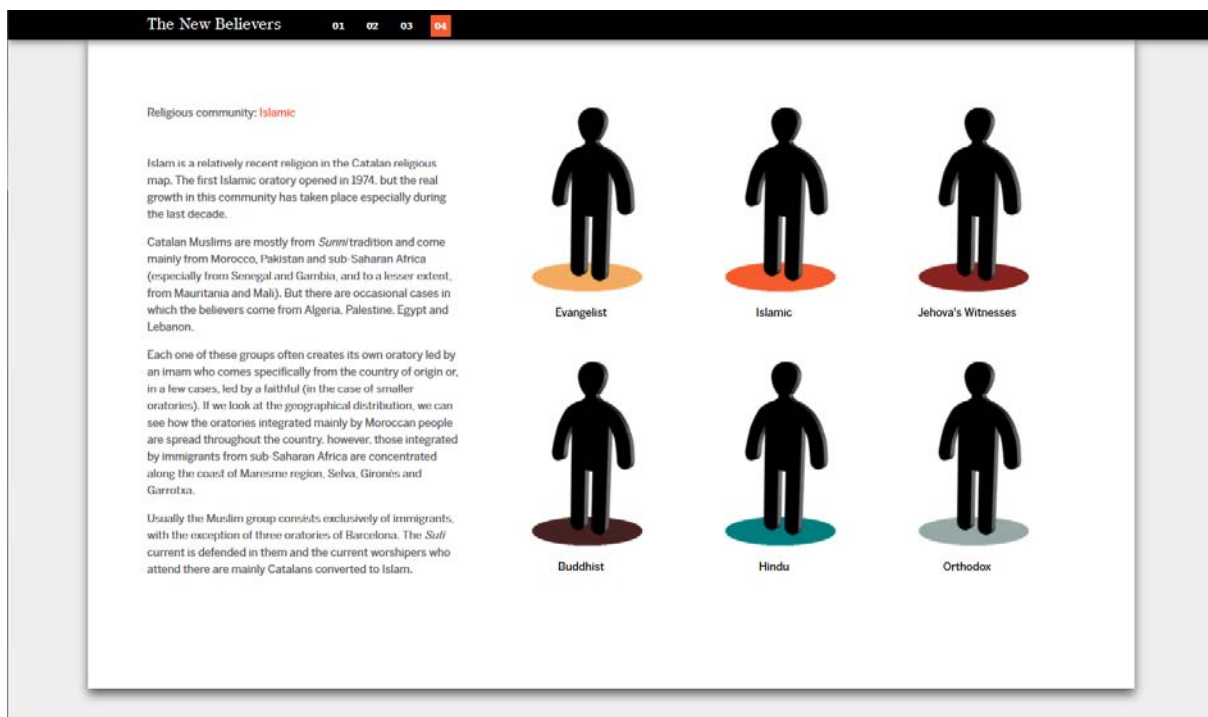 The New Believers 01 02 03 04
Religious community: Islamic
Islam is a relatively recent religion in the Catalan religious
map. The first Islamic oratory opened in 1974, but the real
growth in this community has taken place especially during
the last decade.
Catalan Muslims are mostly from Sunni tradition and come
mainly from Morocco, Pakistan and sub-Saharan Africa
(especially from Senegal and Gambia, and to a lesser extent,
from Mauritania and Mali). But there are occasional cases in
which the believers come from Algeria, Palestine, Egypt and
Lebanon.
Each one of these groups often creates its own oratory led by
an imam who comes specifically from the country of origin or,
in a few cases, led by a faithful (in the case of smaller
oratories). If we look at the geographical distribution, we can
see how the oratories integrated mainly by Moroccan people
are spread throughout the country, however, those integrated
by immigrants from sub-Saharan Africa are concentrated
along the coast of Maresme region, Selva, Gironès and
Garrotxa.
Usually the Muslim group consists exclusively of immigrants,
with the exception of three oratories of Barcelona. The Sufi
current is defended in them and the current worshipers who
attend there are mainly Catalans converted to Islam.
Evangelist Islamic Jehova's Witnesses
Buddhist Hindu Orthodox